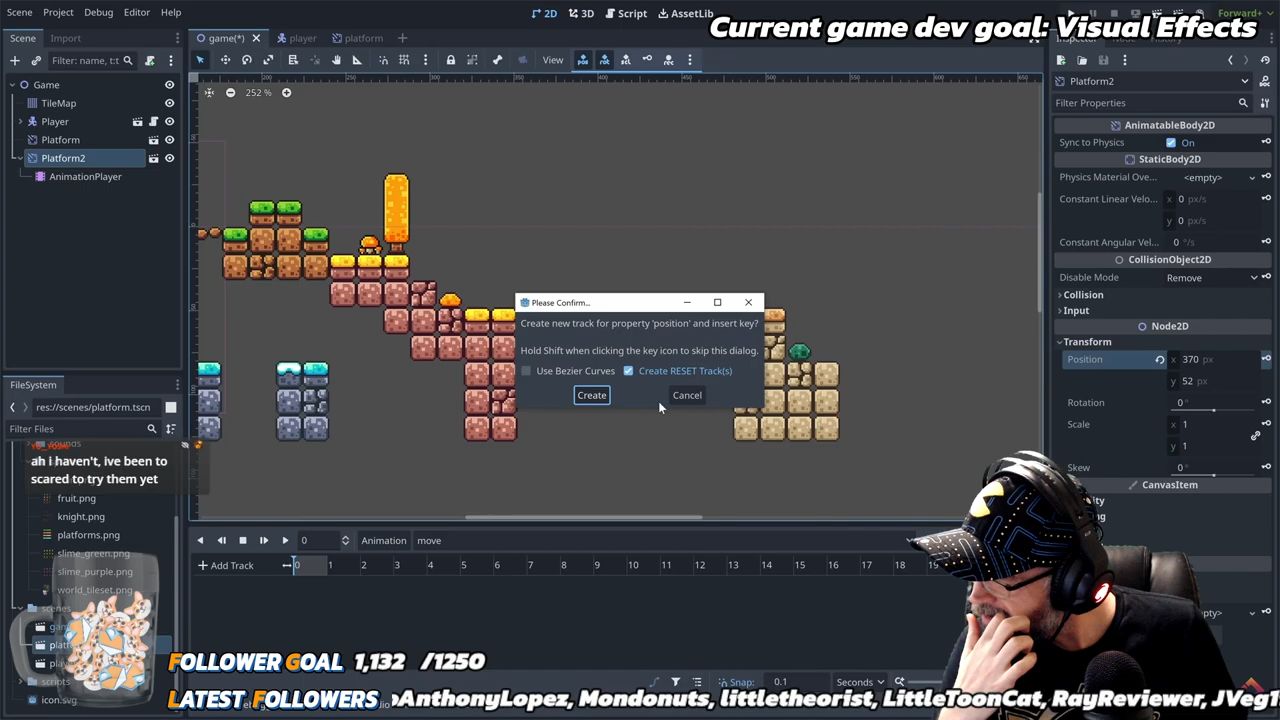 Scene Project Debug Editor Help
2D 3D Script AssetLib
Forward+
Current game dev goal: Visual Effects
Scene Import
game(*) player platform
Filter: name, t:t
View
Platform2
Filter Properties
252 %
Game
TileMap
Player
Platform
Platform2
AnimationPlayer
AnimatableBody2D
Sync to Physics On
StaticBody2D
Physics Material Ove... <empty>
Constant Linear Velo... x 0 px/s
y 0 px/s
Constant Angular Vel... 0 °/s
CollisionObject2D
Disable Mode Remove
Collision
Input
Node2D
Transform
Position x 370 px
y 52 px
Rotation 0 °
Scale x 1
y 1
Skew 0 °
CanvasItem
Please Confirm...
Create new track for property 'position' and insert key?
Hold Shift when clicking the key icon to skip this dialog.
Use Bezier Curves Create RESET Track(s)
Create Cancel
FileSystem
res://scenes/platform.tscn
Filter Files
ah i haven't, ive been to
scared to try them yet
fruit.png
knight.png
platforms.png
slime_green.png
slime_purple.png
world_tileset.png
scenes
scripts
icon.svg
0 Animation move
Add Track 0 1 2 3 4 5 6 7 8 9 10 11 12 13 14 15 16 17 18 19
Snap: 0.1 Seconds
Follower Goal 1,132 /1250
Latest Followers AnthonyLopez, Mondonuts, littletheorist, LittleToonCat, RayReviewer, JVeg1